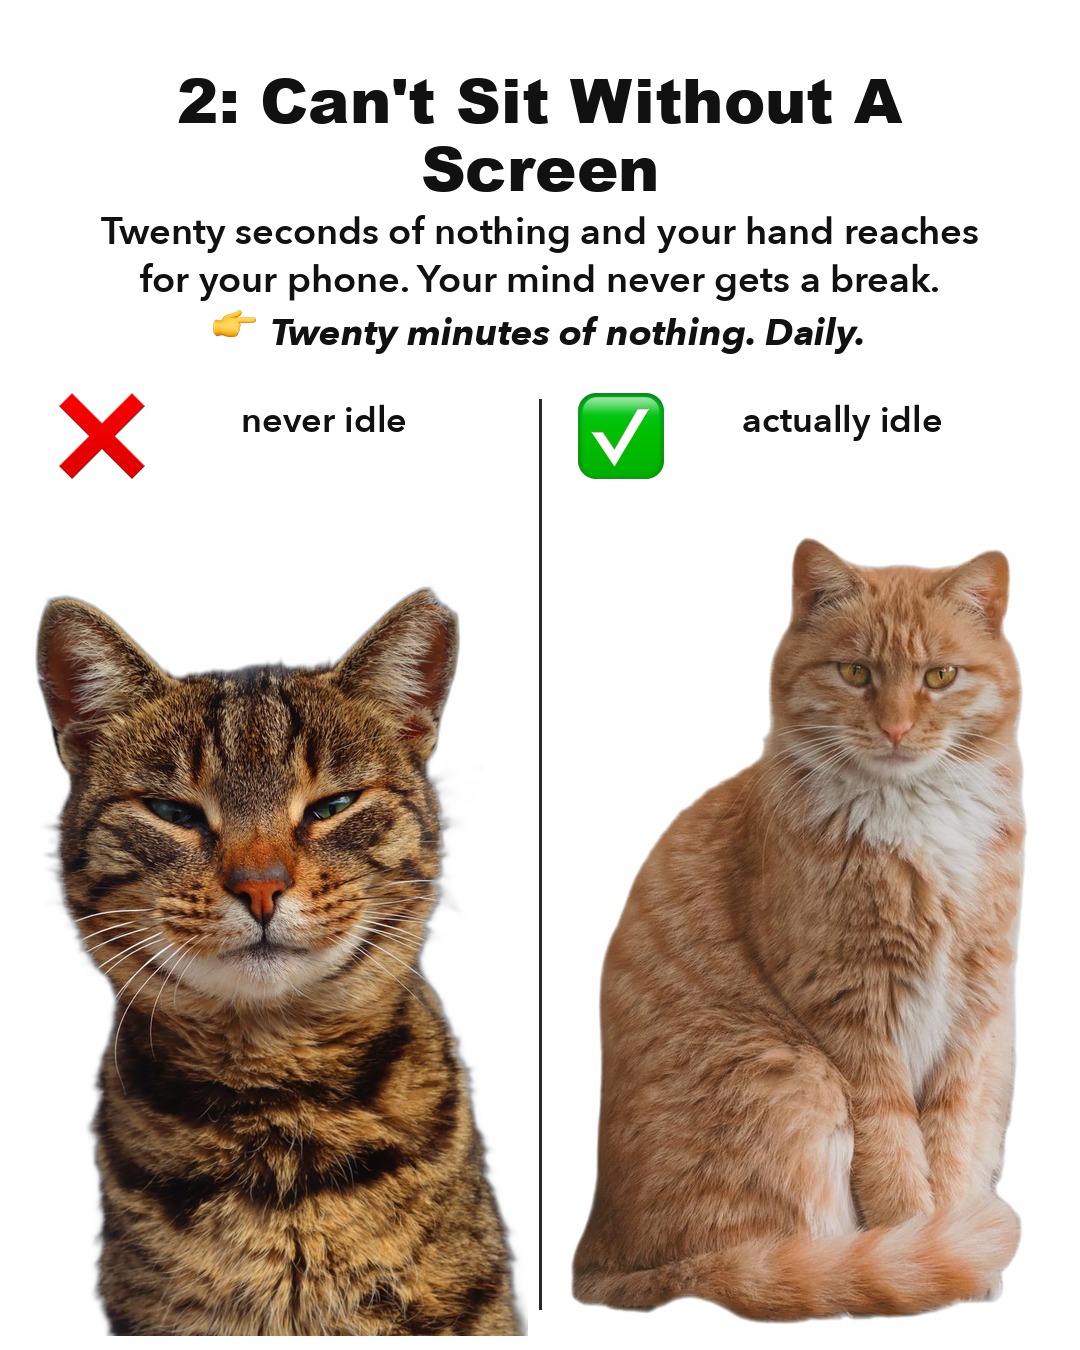 2: Can't Sit Without A
Screen
Twenty seconds of nothing and your hand reaches
for your phone. Your mind never gets a break.
👉 Twenty minutes of nothing. Daily.
never idle
actually idle